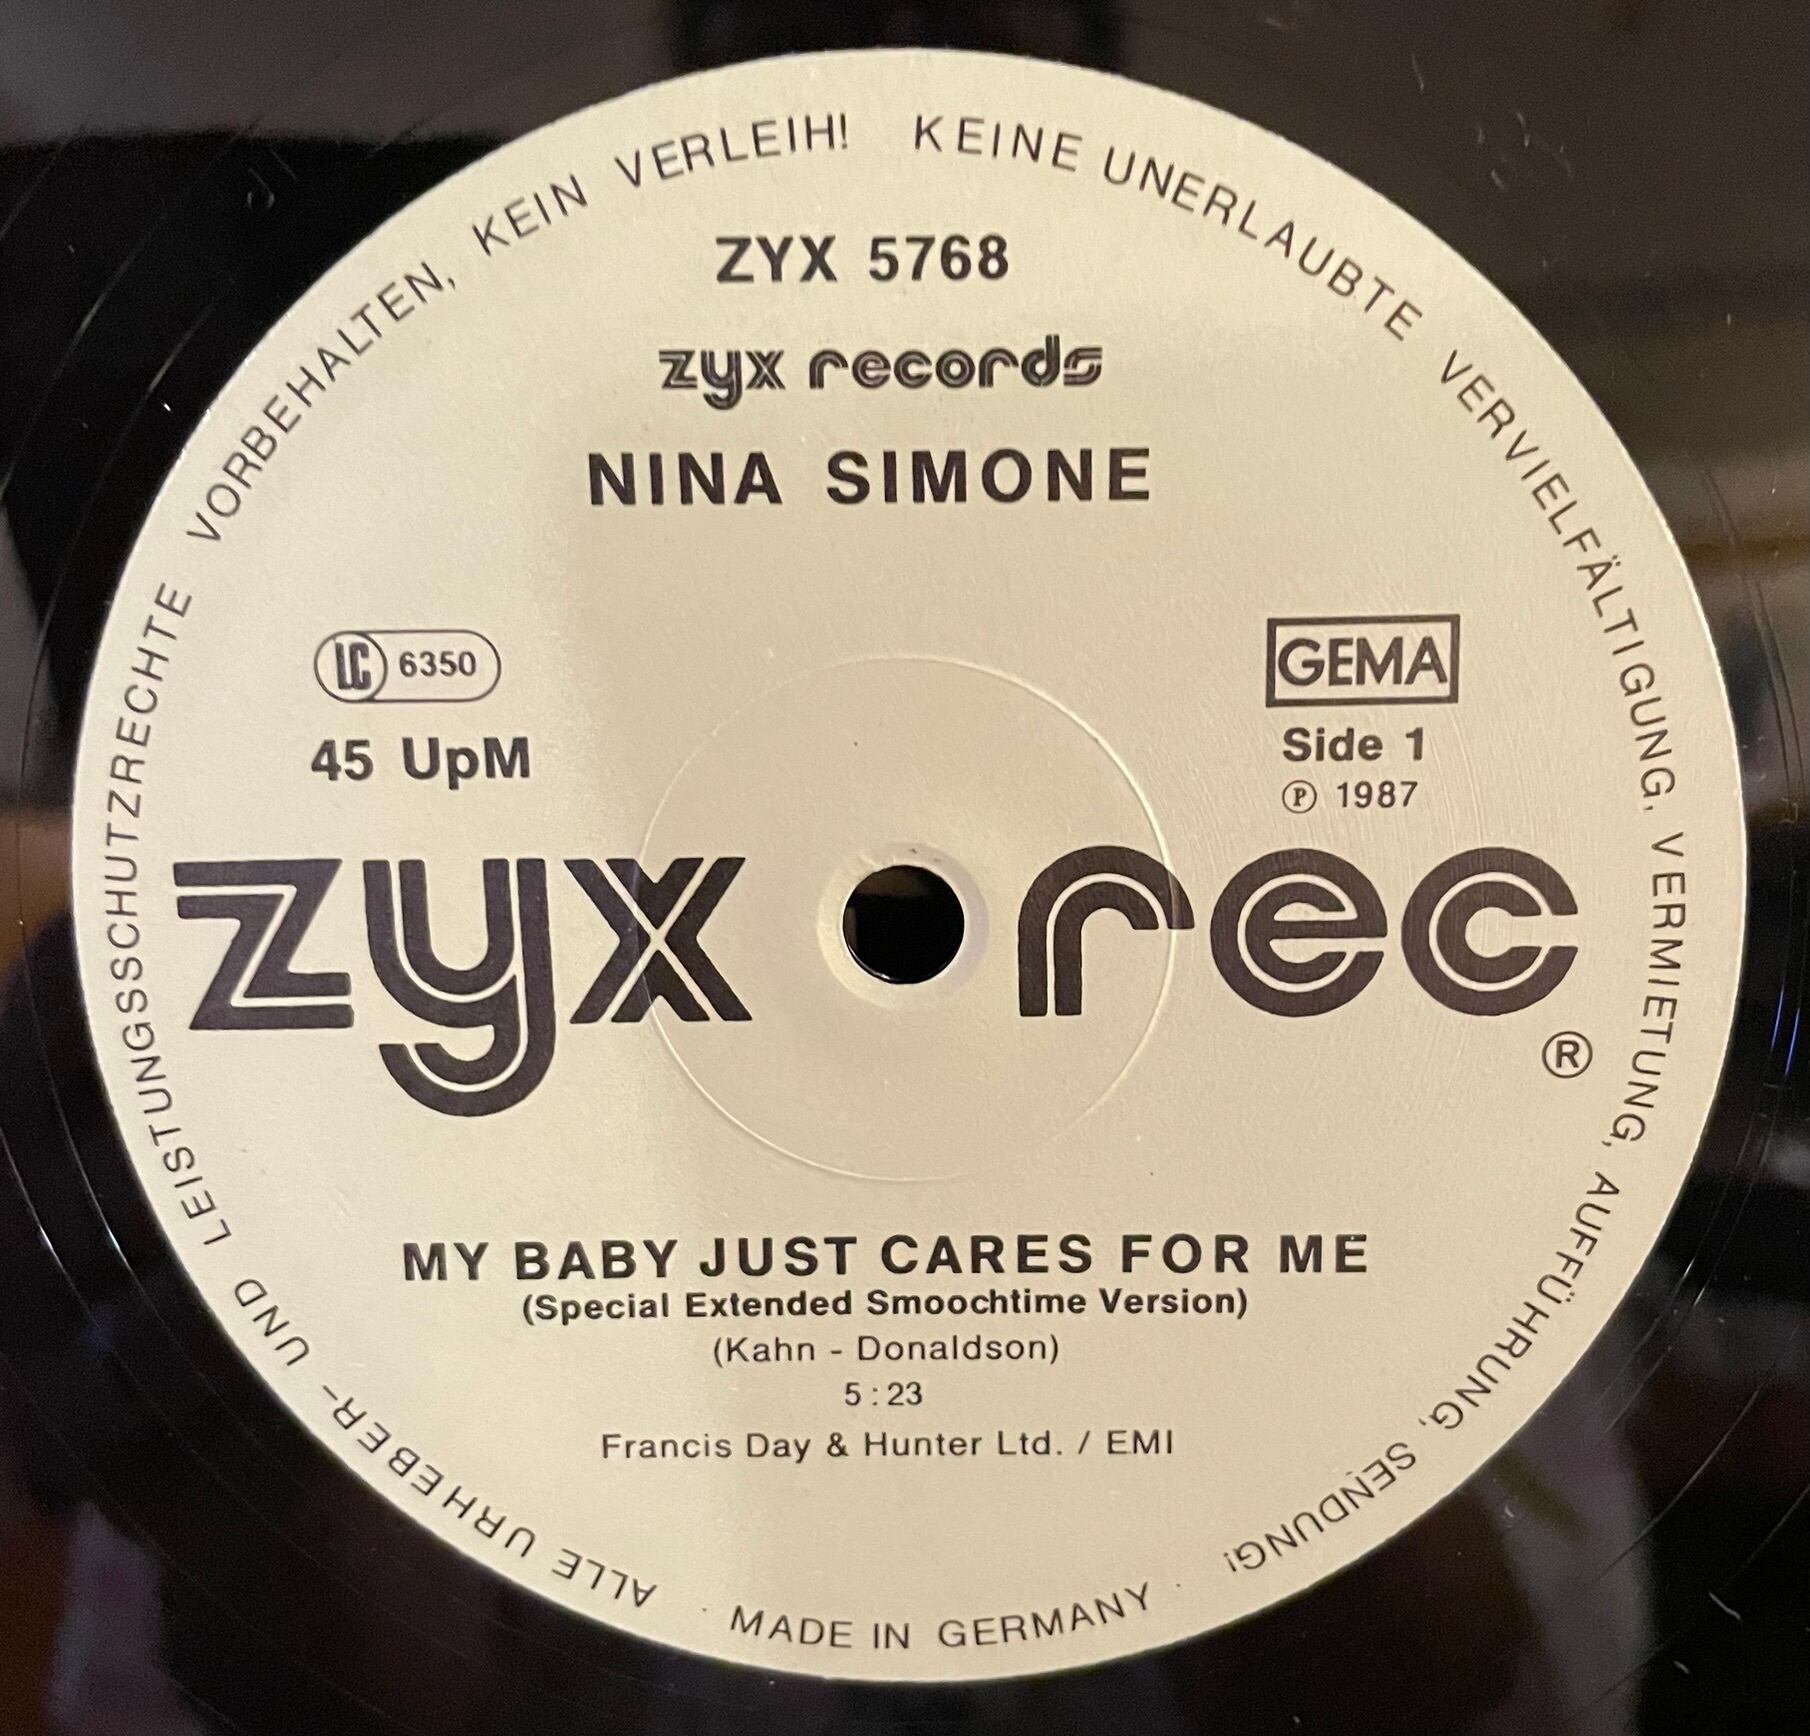 ALLE URHEBER- UND LEISTUNGSSCHUTZRECHTE VORBEHALTEN, KEIN VERLEIH! KEINE UNERLAUBTE VERVIELFÄLTIGUNG, VERMIETUNG, AUFFÜHRUNG, SENDUNG!
ZYX 5768
zyx records
NINA SIMONE
LC 6350
GEMA
45 UpM
Side 1
℗ 1987
zyx rec ®
MY BABY JUST CARES FOR ME
(Special Extended Smoochtime Version)
(Kahn - Donaldson)
5:23
Francis Day & Hunter Ltd. / EMI
· MADE IN GERMANY ·